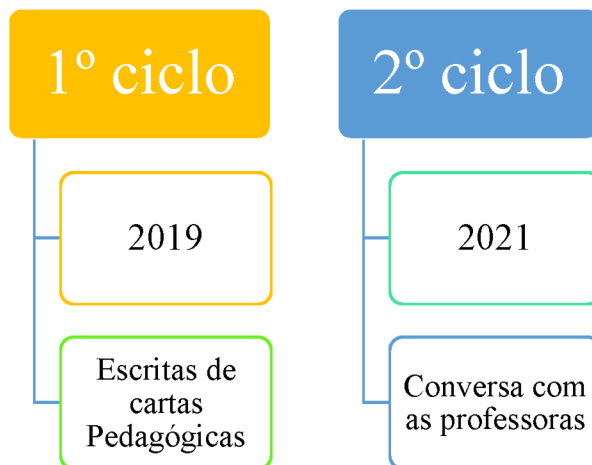 1º ciclo
2019
Escritas de
cartas
Pedagógicas
2º ciclo
2021
Conversa com
as professoras